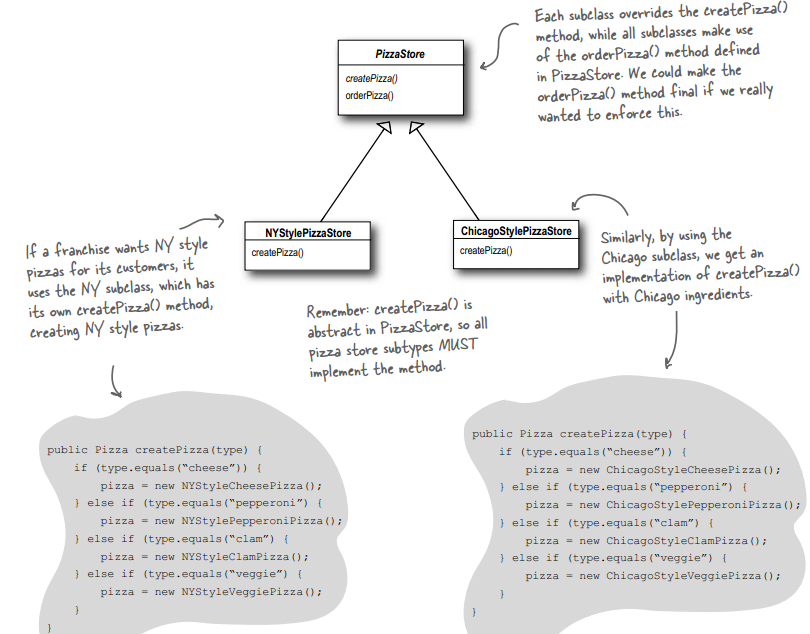 Each subclass overrides the createPizza()
method, while all subclasses make use
of the orderPizza() method defined
in PizzaStore. We could make the
orderPizza() method final if we really
wanted to enforce this.
PizzaStore
createPizza()
orderPizza()
NYStylePizzaStore
createPizza()
ChicagoStylePizzaStore
createPizza()
If a franchise wants NY style
pizzas for its customers, it
uses the NY subclass, which has
its own createPizza() method,
creating NY style pizzas.
Similarly, by using the
Chicago subclass, we get an
implementation of createPizza()
with Chicago ingredients.
Remember: createPizza() is
abstract in PizzaStore, so all
pizza store subtypes MUST
implement the method.
public Pizza createPizza(type) {
if (type.equals(“cheese”)) {
pizza = new NYStyleCheesePizza();
} else if (type.equals(“pepperoni”) {
pizza = new NYStylePepperoniPizza();
} else if (type.equals(“clam”) {
pizza = new NYStyleClamPizza();
} else if (type.equals(“veggie”) {
pizza = new NYStyleVeggiePizza();
}
}
public Pizza createPizza(type) {
if (type.equals(“cheese”)) {
pizza = new ChicagoStyleCheesePizza();
} else if (type.equals(“pepperoni”) {
pizza = new ChicagoStylePepperoniPizza();
} else if (type.equals(“clam”) {
pizza = new ChicagoStyleClamPizza();
} else if (type.equals(“veggie”) {
pizza = new ChicagoStyleVeggiePizza();
}
}